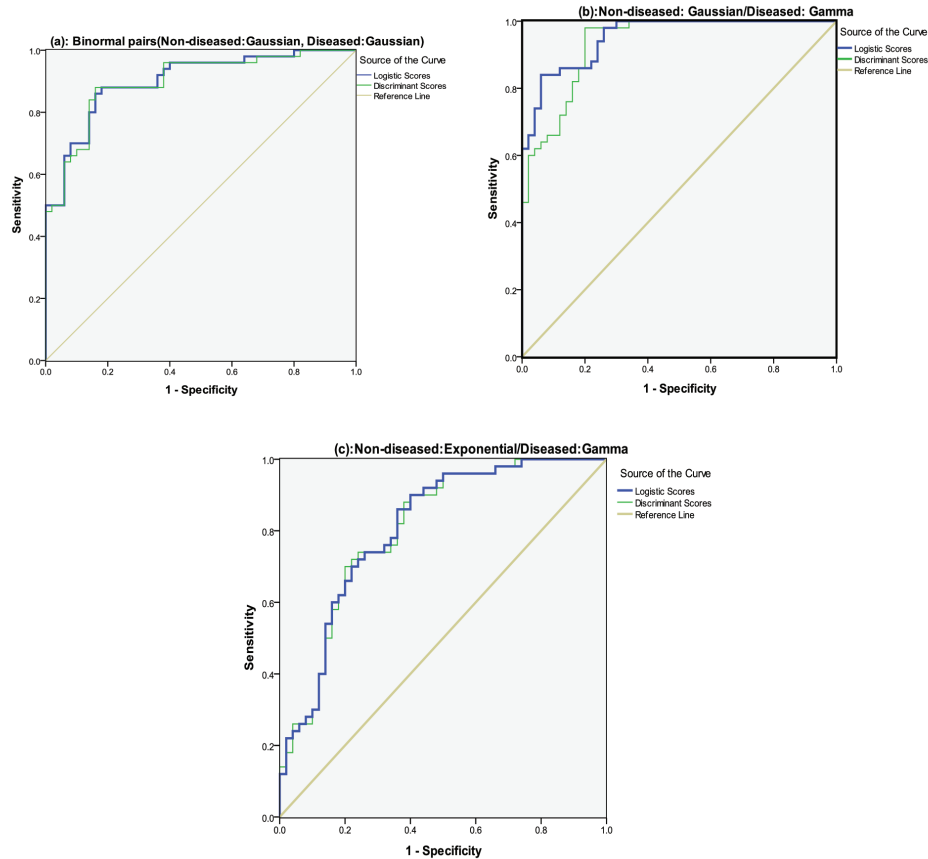 (a): Binormal pairs(Non-diseased:Gaussian, Diseased:Gaussian)
Source of the Curve
Logistic Scores
Discriminant Scores
Reference Line
1.0
0.8
0.6
0.4
0.2
0.0
Sensitivity
0.0 0.2 0.4 0.6 0.8 1.0
1 - Specificity
(b):Non-diseased: Gaussian/Diseased: Gamma
Source of the Curve
Logistic Scores
Discriminant Scores
Reference Line
1.0
0.8
0.6
0.4
0.2
0.0
Sensitivity
0.0 0.2 0.4 0.6 0.8 1.0
1 - Specificity
(c):Non-diseased:Exponential/Diseased:Gamma
Source of the Curve
Logistic Scores
Discriminant Scores
Reference Line
1.0
0.8
0.6
0.4
0.2
0.0
Sensitivity
0.0 0.2 0.4 0.6 0.8 1.0
1 - Specificity